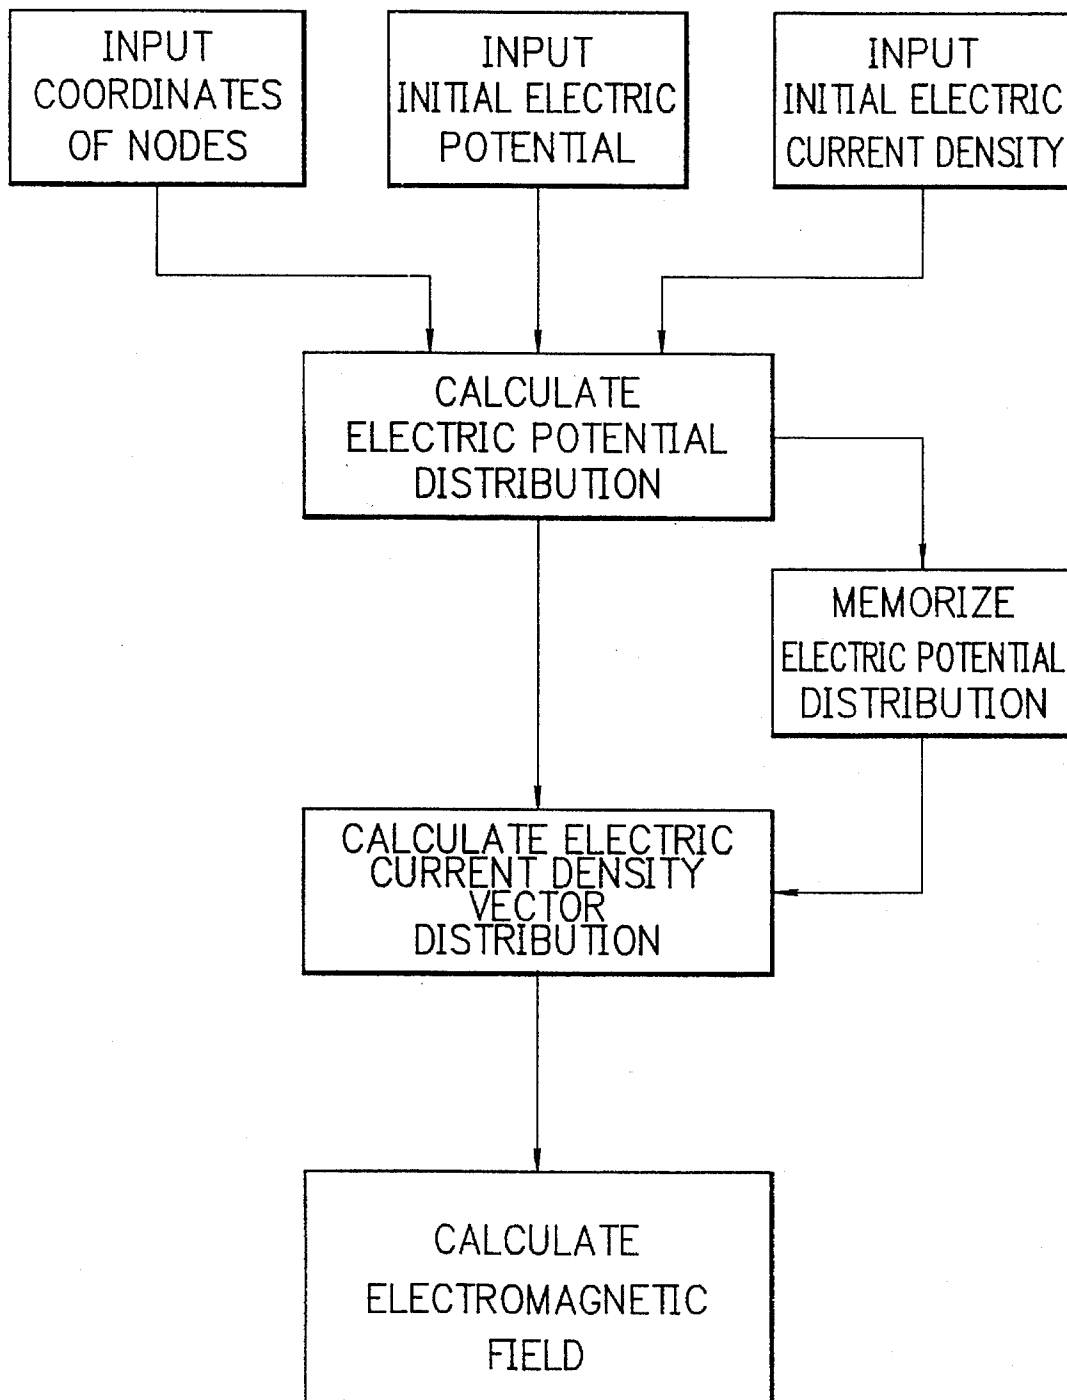 INPUT
COORDINATES
OF NODES
INPUT
INITIAL ELECTRIC
POTENTIAL
INPUT
INITIAL ELECTRIC
CURRENT DENSITY
CALCULATE
ELECTRIC POTENTIAL
DISTRIBUTION
MEMORIZE
ELECTRIC POTENTIAL
DISTRIBUTION
CALCULATE ELECTRIC
CURRENT DENSITY
VECTOR
DISTRIBUTION
CALCULATE
ELECTROMAGNETIC
FIELD